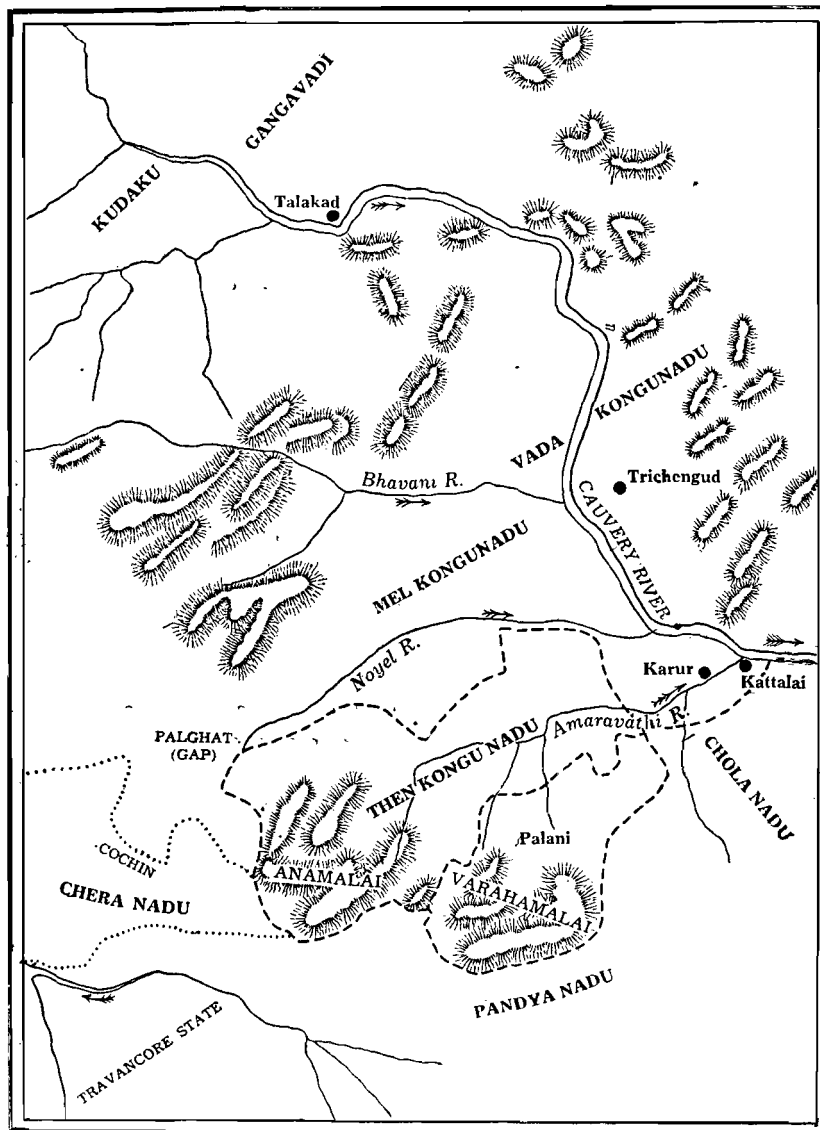 GANGAVADI
KUDAKU
Talakad
VADA KONGUNADU
Trichengud
Bhavani R.
CAUVERY RIVER
MEL KONGUNADU
Noyel R.
Karur
Kattalai
Amaravathi R.
PALGHAT
(GAP)
THEN KONGU NADU
CHOLA NADU
Palani
COCHIN
ANAMALAI
VARAHAMALAI
CHERA NADU
PANDYA NADU
TRAVANCORE STATE